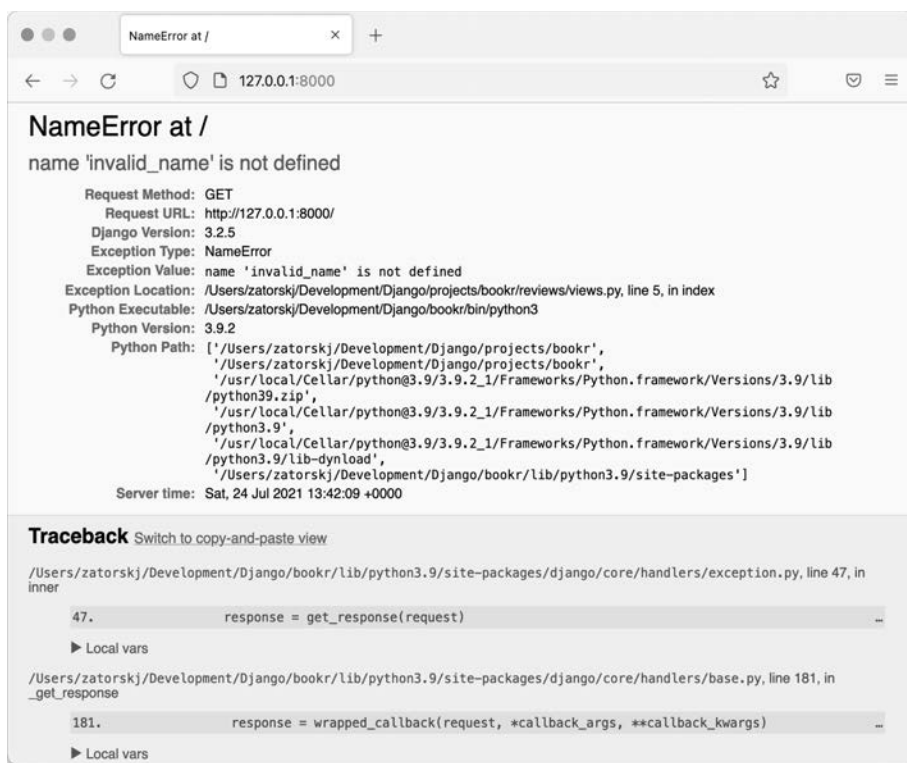 NameError at /
127.0.0.1:8000
NameError at /
name 'invalid_name' is not defined
Request Method: GET
Request URL: http://127.0.0.1:8000/
Django Version: 3.2.5
Exception Type: NameError
Exception Value: name 'invalid_name' is not defined
Exception Location: /Users/zatorskj/Development/Django/projects/bookr/reviews/views.py, line 5, in index
Python Executable: /Users/zatorskj/Development/Django/bookr/bin/python3
Python Version: 3.9.2
Python Path: ['/Users/zatorskj/Development/Django/projects/bookr',
'/Users/zatorskj/Development/Django/projects/bookr',
'/usr/local/Cellar/python@3.9/3.9.2_1/Frameworks/Python.framework/Versions/3.9/lib
/python39.zip',
'/usr/local/Cellar/python@3.9/3.9.2_1/Frameworks/Python.framework/Versions/3.9/lib
/python3.9',
'/usr/local/Cellar/python@3.9/3.9.2_1/Frameworks/Python.framework/Versions/3.9/lib
/python3.9/lib-dynload',
'/Users/zatorskj/Development/Django/bookr/lib/python3.9/site-packages']
Server time: Sat, 24 Jul 2021 13:42:09 +0000
Traceback Switch to copy-and-paste view
/Users/zatorskj/Development/Django/bookr/lib/python3.9/site-packages/django/core/handlers/exception.py, line 47, in
inner
47. response = get_response(request) …
▶ Local vars
/Users/zatorskj/Development/Django/bookr/lib/python3.9/site-packages/django/core/handlers/base.py, line 181, in
_get_response
181. response = wrapped_callback(request, *callback_args, **callback_kwargs) …
▶ Local vars